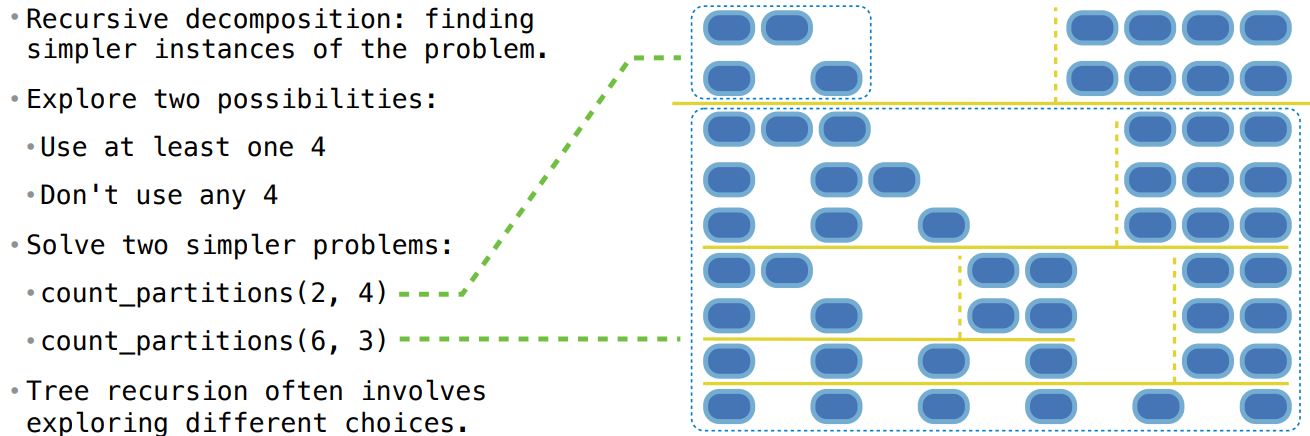 • Recursive decomposition: finding
simpler instances of the problem.
• Explore two possibilities:
• Use at least one 4
• Don't use any 4
• Solve two simpler problems:
• count_partitions(2, 4)
• count_partitions(6, 3)
• Tree recursion often involves
exploring different choices.